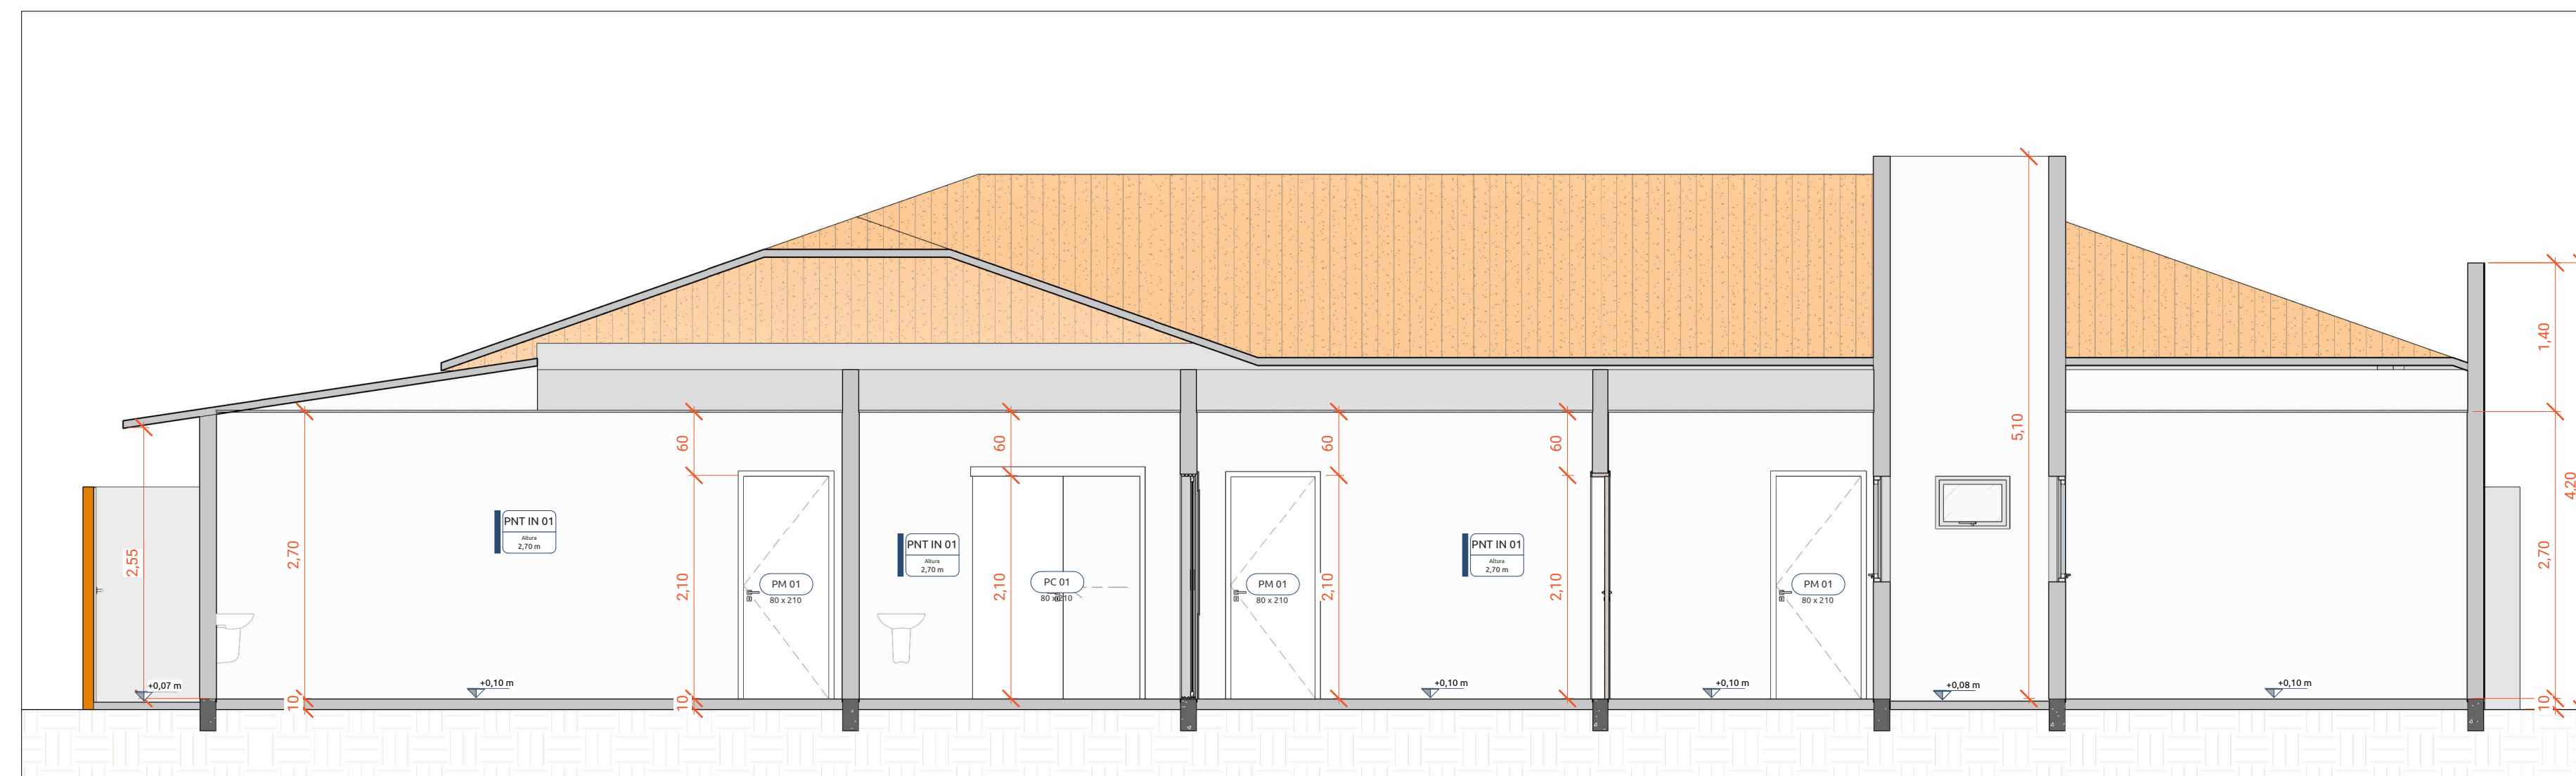 5,10
1,40
4,20
60
60
60
60
PNT IN 01
Altura
2,70 m
PNT IN 01
Altura
2,70 m
PNT IN 01
Altura
2,70 m
2,55
2,70
2,10
2,10
2,10
2,10
2,70
PM 01
80 x 210
PC 01
80 x 210
PM 01
80 x 210
PM 01
80 x 210
+0,07 m
+0,10 m
+0,10 m
+0,10 m
+0,08 m
+0,10 m
10
10
10